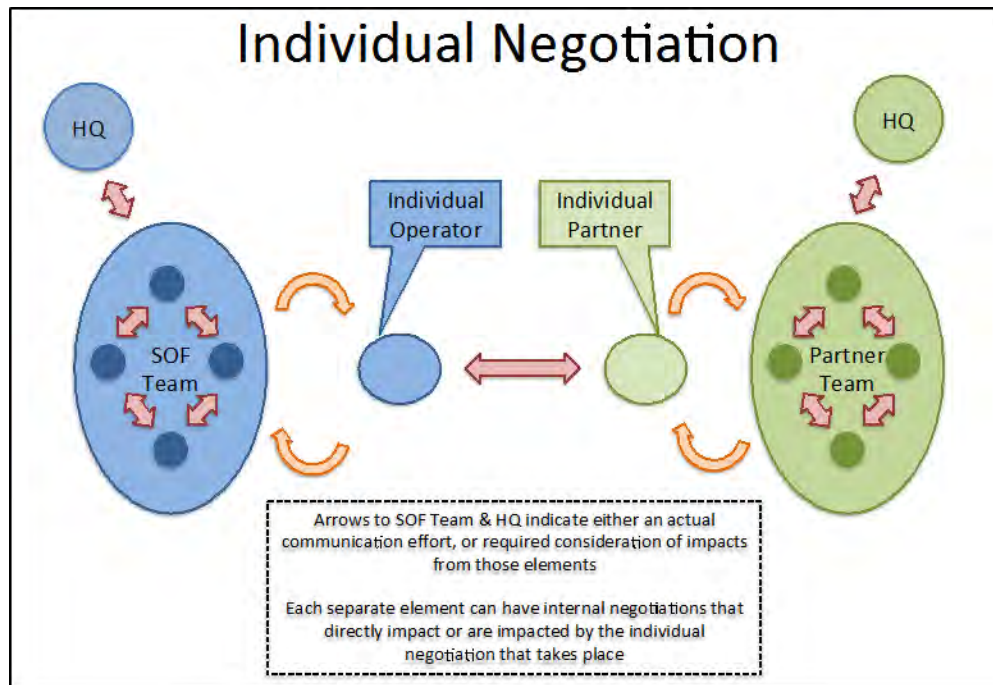 Individual Negotiation
HQ
HQ
Individual
Operator
Individual
Partner
SOF
Team
Partner
Team
Arrows to SOF Team & HQ indicate either an actual
communication effort, or required consideration of impacts
from those elements
Each separate element can have internal negotiations that
directly impact or are impacted by the individual
negotiation that takes place